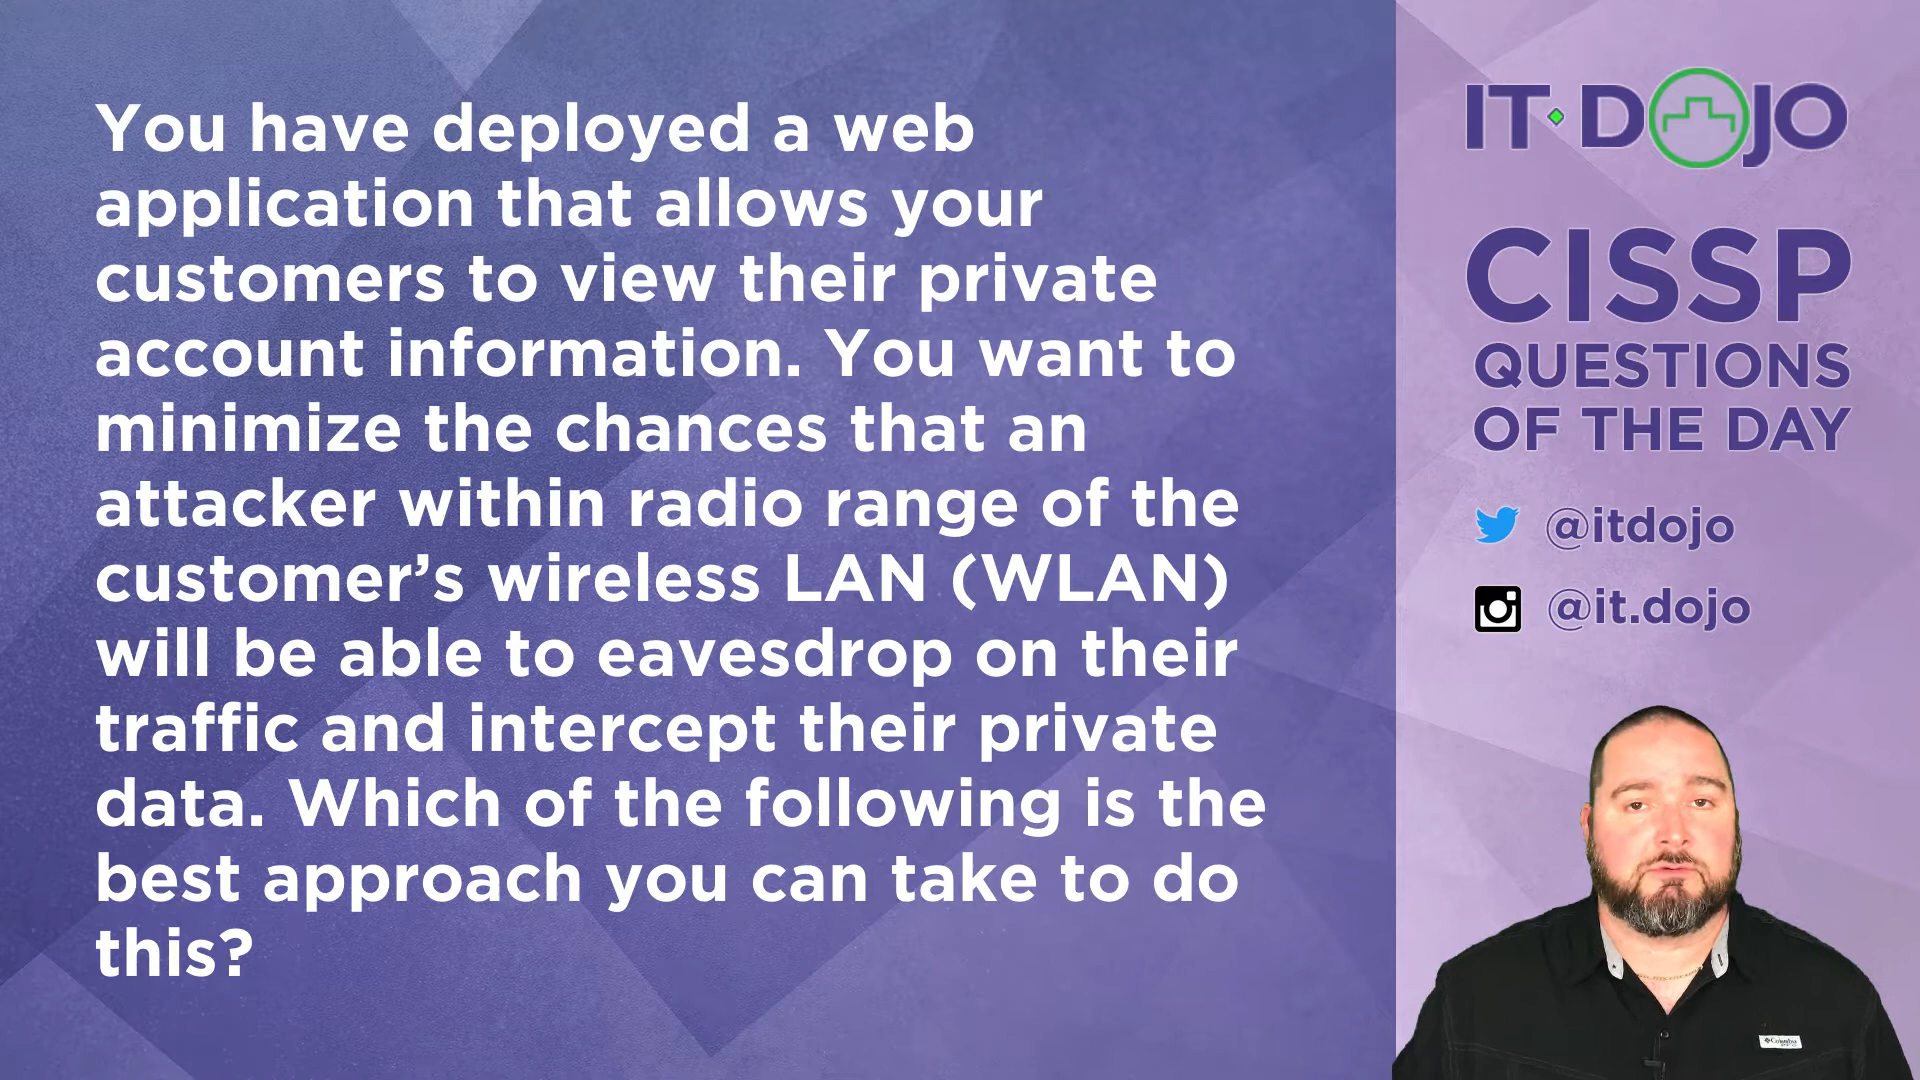 You have deployed a web
application that allows your
customers to view their private
account information. You want to
minimize the chances that an
attacker within radio range of the
customer’s wireless LAN (WLAN)
will be able to eavesdrop on their
traffic and intercept their private
data. Which of the following is the
best approach you can take to do
this?
IT DOJO
CISSP
QUESTIONS
OF THE DAY
@itdojo
@it.dojo
Columbia